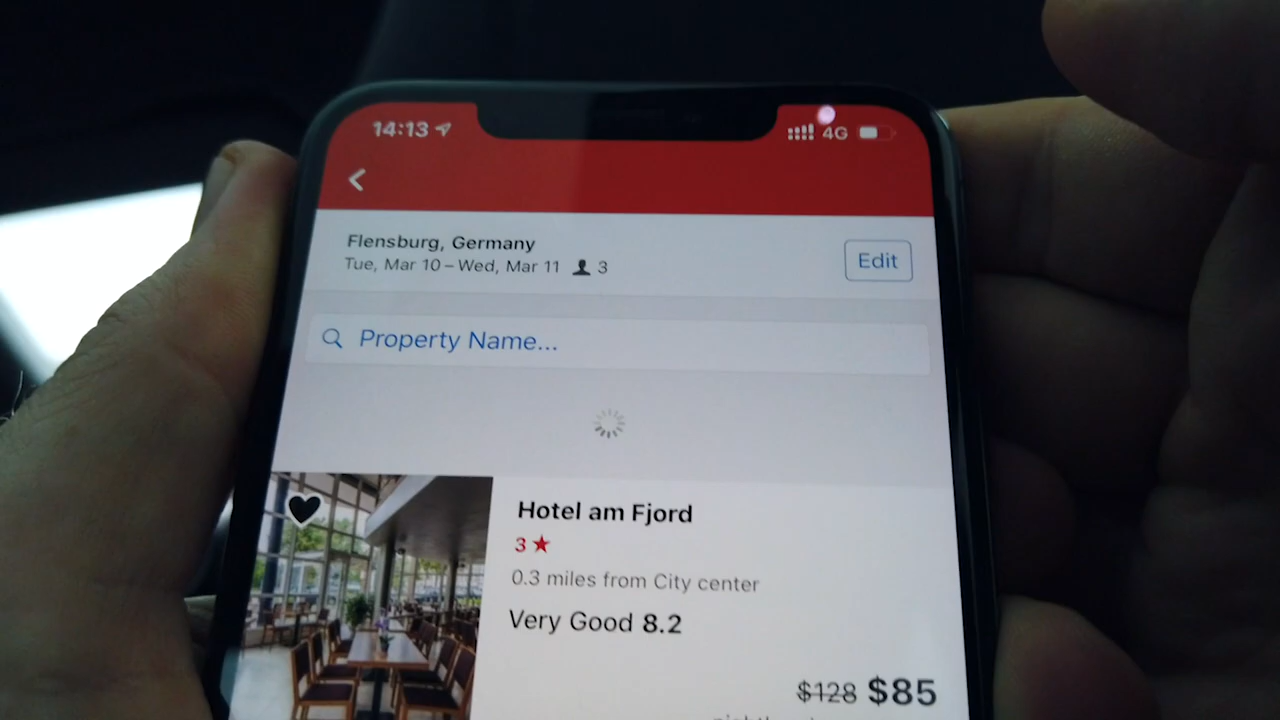 14:13 4G
Flensburg, Germany
Tue, Mar 10 – Wed, Mar 11 3
Edit
Property Name...
Hotel am Fjord
3★
0.3 miles from City center
Very Good 8.2
$128 $85